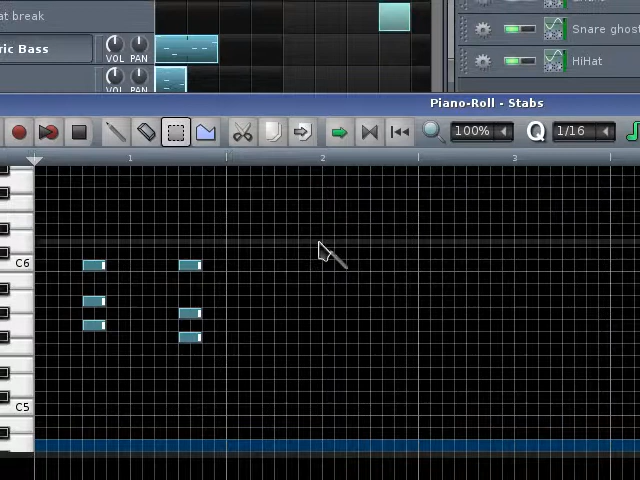 at break
Snare ghost
ric Bass
VOL PAN
HiHat
VOL PAN
Piano-Roll - Stabs
100% Q 1/16
1 2 3
C6
C5